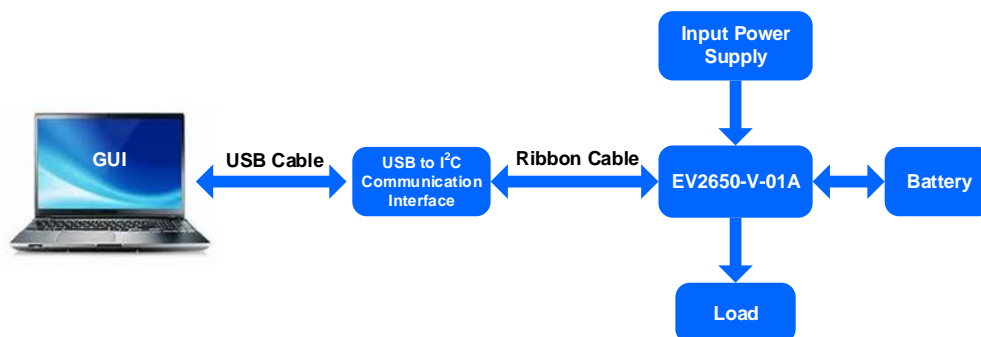 Input Power
Supply
GUI
USB Cable
USB to I²C
Communication
Interface
Ribbon Cable
EV2650-V-01A
Battery
Load